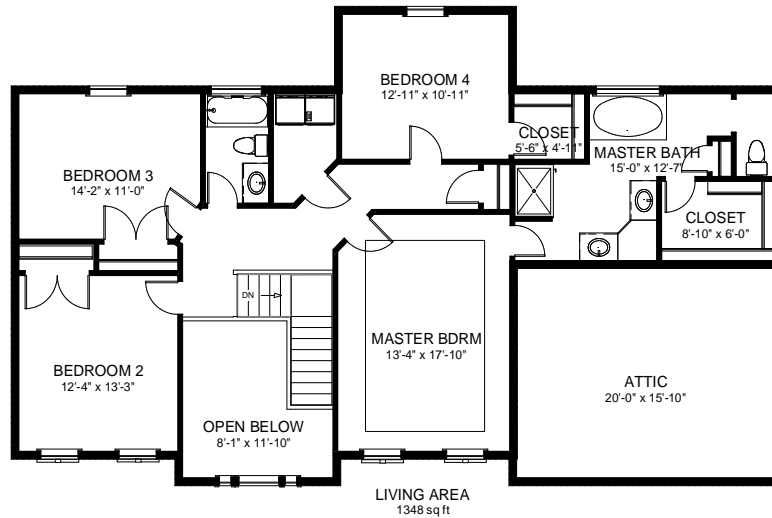 BEDROOM 4
12'-11" x 10'-11"
CLOSET
5'-6" x 4'-11"
MASTER BATH
15'-0" x 12'-7"
BEDROOM 3
14'-2" x 11'-0"
CLOSET
8'-10" x 6'-0"
DN
MASTER BDRM
13'-4" x 17'-10"
BEDROOM 2
12'-4" x 13'-3"
ATTIC
20'-0" x 15'-10"
OPEN BELOW
8'-1" x 11'-10"
LIVING AREA
1348 sq ft